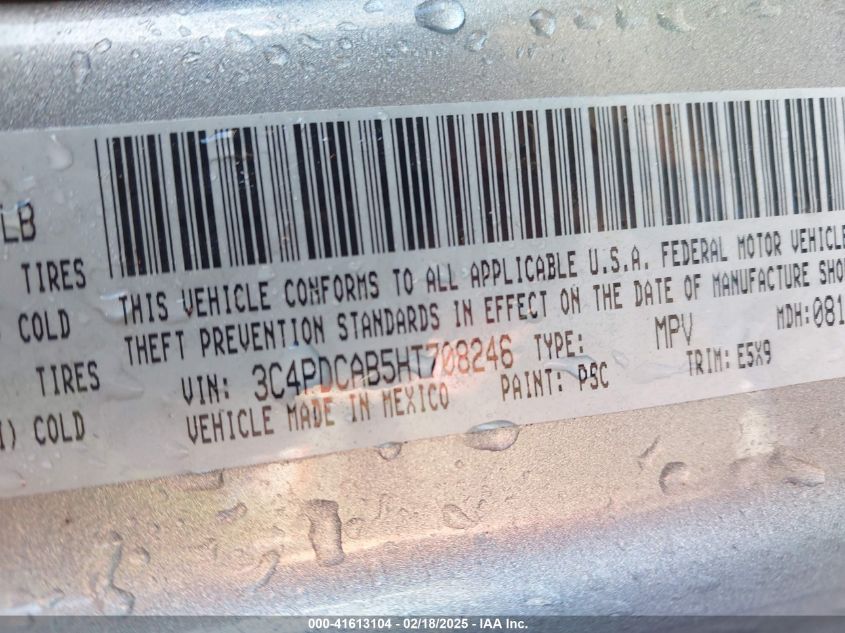 LB
TIRES
COLD
TIRES
I) COLD
THIS VEHICLE CONFORMS TO ALL APPLICABLE U.S.A. FEDERAL MOTOR VEHICLE
THEFT PREVENTION STANDARDS IN EFFECT ON THE DATE OF MANUFACTURE SHO
VIN: 3C4PDCAB5HT708246 TYPE: MPV MDH:081
VEHICLE MADE IN MEXICO PAINT: PSC TRIM: E5X9
000-41613104 — 02/18/2025 — IAA Inc.